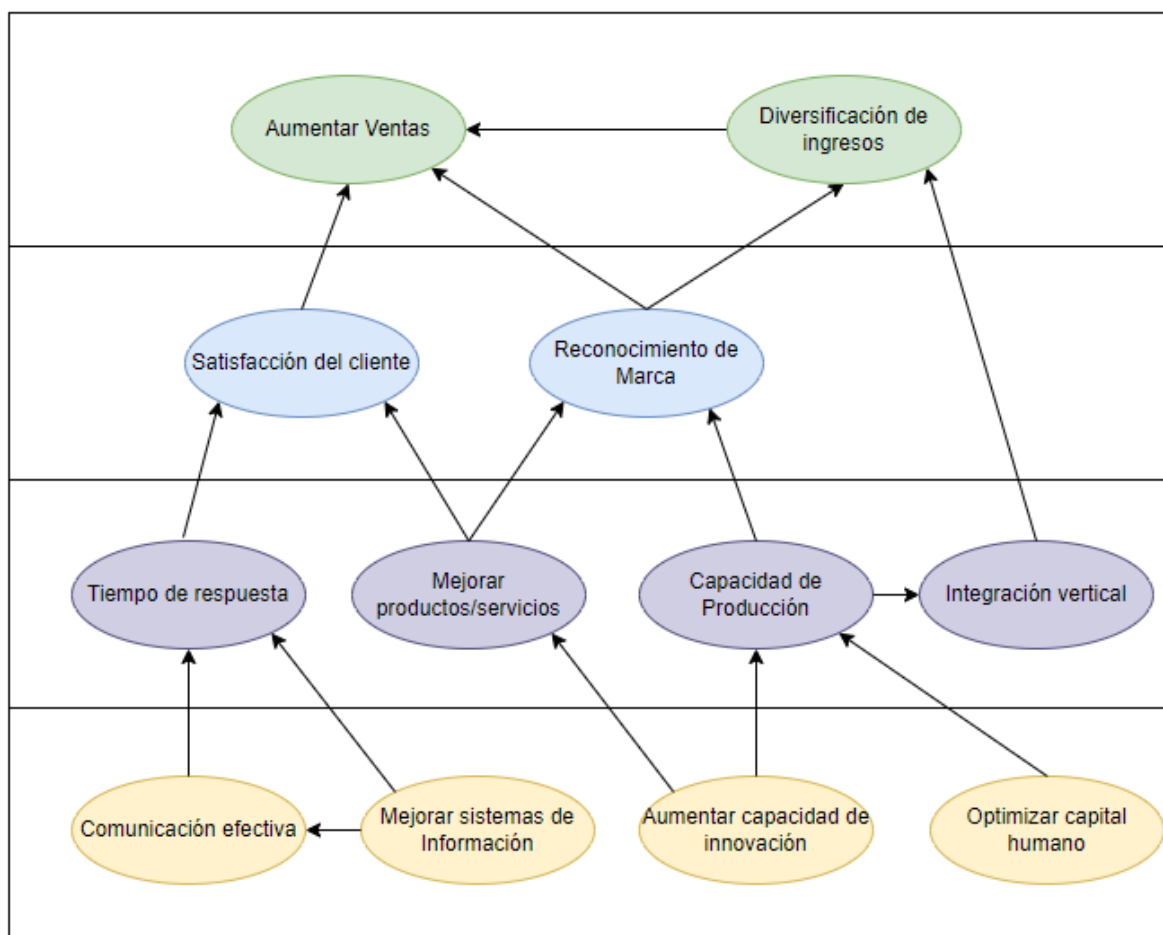 Aumentar Ventas
Diversificación de
ingresos
Satisfacción del cliente
Reconocimiento de
Marca
Tiempo de respuesta
Mejorar
productos/servicios
Capacidad de
Producción
Integración vertical
Comunicación efectiva
Mejorar sistemas de
Información
Aumentar capacidad de
innovación
Optimizar capital
humano